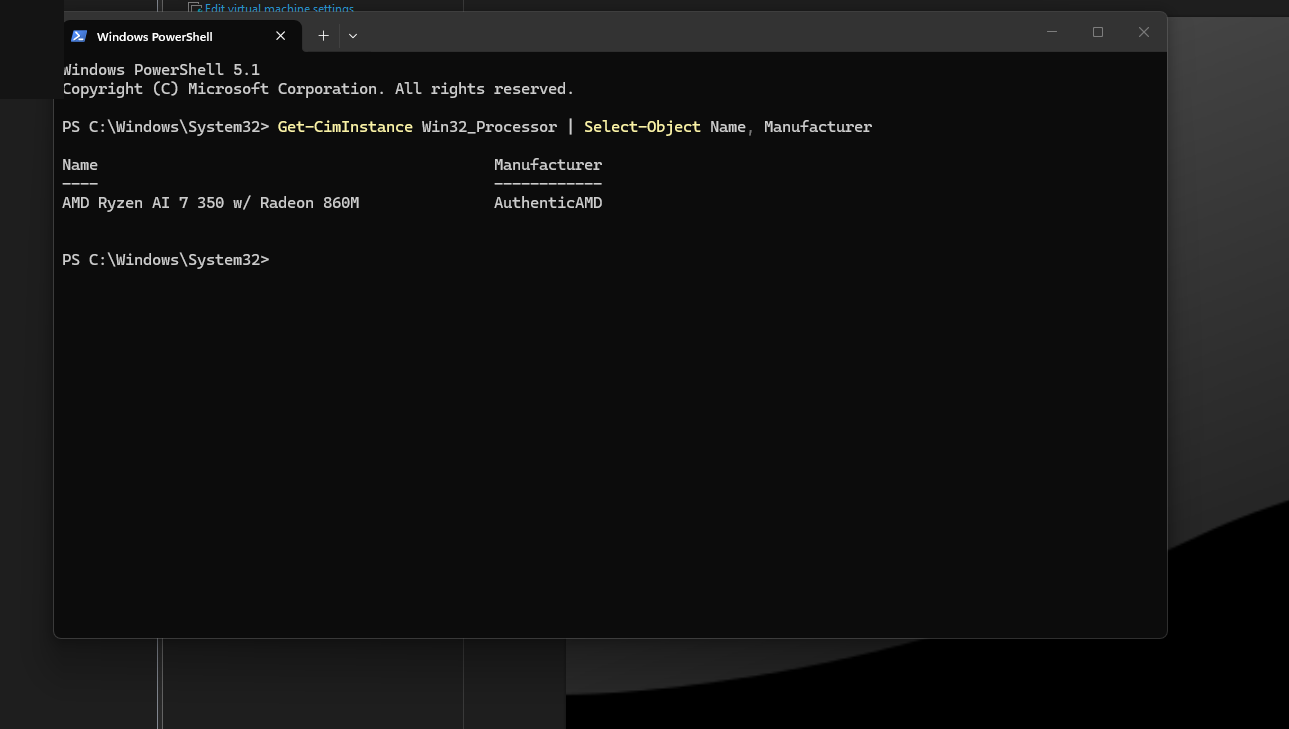 Edit virtual machine settings
Windows PowerShell
Windows PowerShell 5.1
Copyright (C) Microsoft Corporation. All rights reserved.
PS C:\Windows\System32> Get-CimInstance Win32_Processor | Select-Object Name, Manufacturer
Name Manufacturer
---- ------------
AMD Ryzen AI 7 350 w/ Radeon 860M AuthenticAMD
PS C:\Windows\System32>